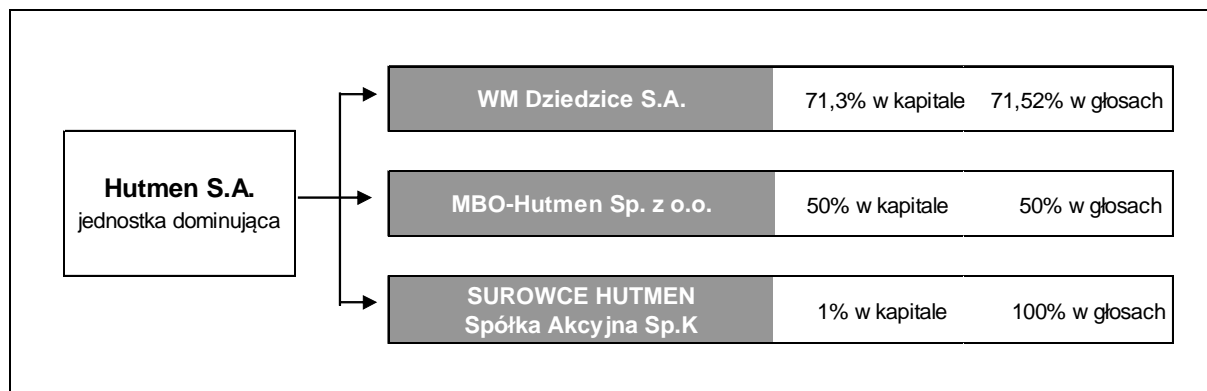 WM Dziedzice S.A. 71,3% w kapitale 71,52% w głosach
Hutmen S.A.
jednostka dominująca
MBO-Hutmen Sp. z o.o. 50% w kapitale 50% w głosach
SUROWCE HUTMEN
Spółka Akcyjna Sp.K
1% w kapitale 100% w głosach